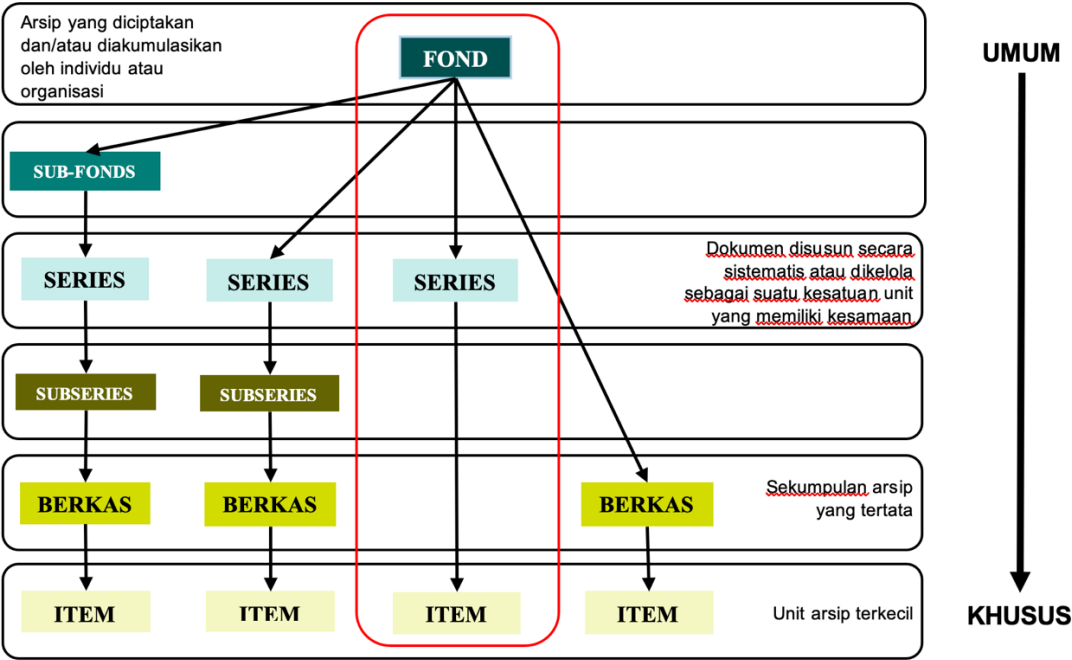 Arsip yang diciptakan
dan/atau diakumulasikan
oleh individu atau
organisasi
FOND
UMUM
SUB-FONDS
SERIES
SERIES
SERIES
Dokumen disusun secara
sistematis atau dikelola
sebagai suatu kesatuan unit
yang memiliki kesamaan
SUBSERIES
SUBSERIES
BERKAS
BERKAS
BERKAS
Sekumpulan arsip
yang tertata
ITEM
ITEM
ITEM
ITEM
Unit arsip terkecil
KHUSUS